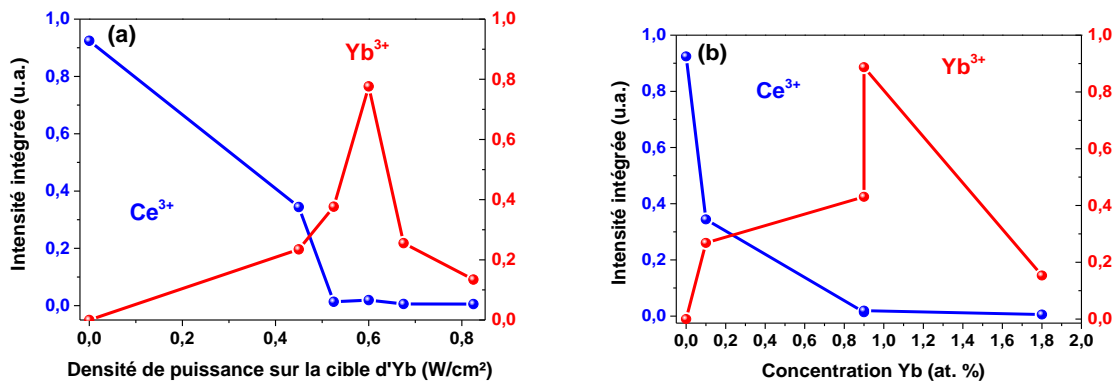 (a)
Yb³⁺
Ce³⁺
Intensité intégrée (u.a.)
1,0
0,8
0,6
0,4
0,2
0,0
1,0
0,8
0,6
0,4
0,2
0,0
0,0 0,2 0,4 0,6 0,8
Densité de puissance sur la cible d'Yb (W/cm²)
(b)
Yb³⁺
Ce³⁺
Intensité intégrée (u.a.)
1,0
0,8
0,6
0,4
0,2
0,0
1,0
0,8
0,6
0,4
0,2
0,0
0,0 0,2 0,4 0,6 0,8 1,0 1,2 1,4 1,6 1,8 2,0
Concentration Yb (at. %)